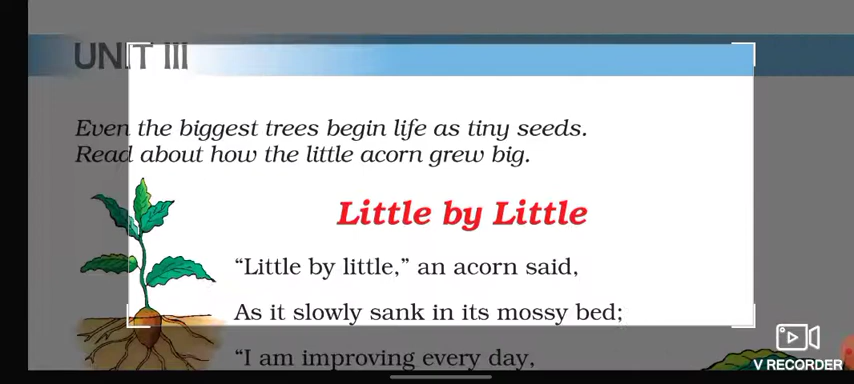 UNIT III
Even the biggest trees begin life as tiny seeds.
Read about how the little acorn grew big.
Little by Little
“Little by little,” an acorn said,
As it slowly sank in its mossy bed;
“I am improving every day,
V RECORDER